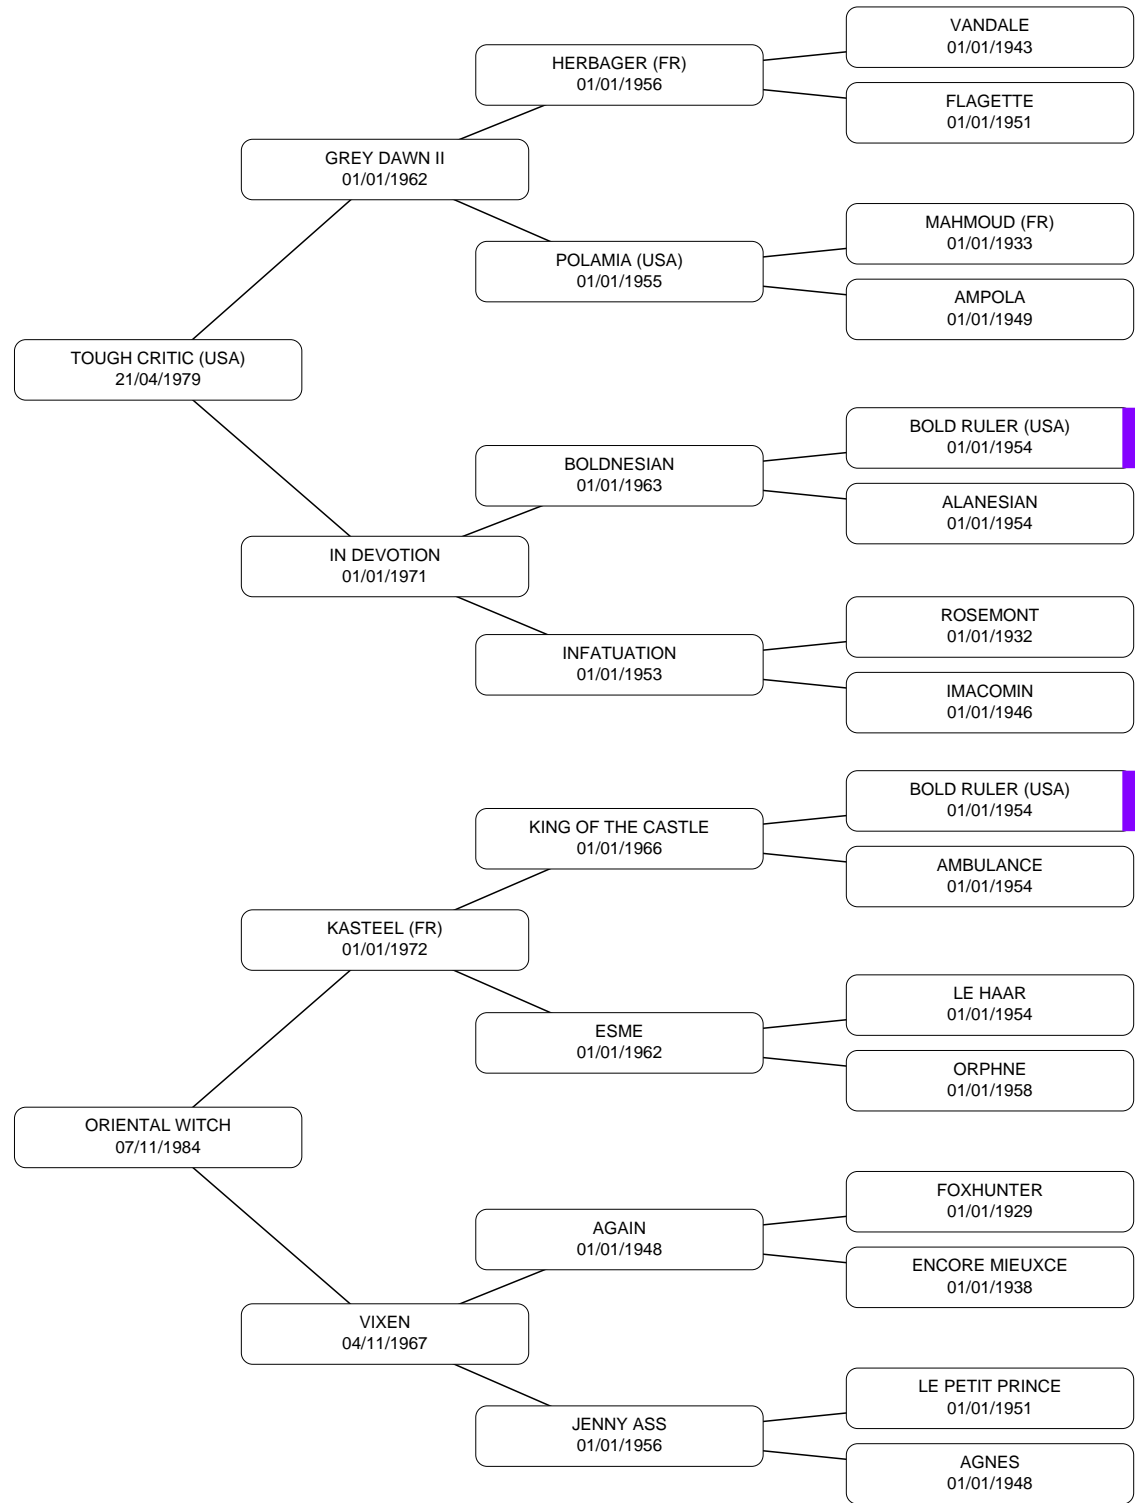 VANDALE
01/01/1943
HERBAGER (FR)
01/01/1956
FLAGETTE
01/01/1951
GREY DAWN II
01/01/1962
MAHMOUD (FR)
01/01/1933
POLAMIA (USA)
01/01/1955
AMPOLA
01/01/1949
TOUGH CRITIC (USA)
21/04/1979
BOLD RULER (USA)
01/01/1954
BOLDNESIAN
01/01/1963
ALANESIAN
01/01/1954
IN DEVOTION
01/01/1971
ROSEMONT
01/01/1932
INFATUATION
01/01/1953
IMACOMIN
01/01/1946
BOLD RULER (USA)
01/01/1954
KING OF THE CASTLE
01/01/1966
AMBULANCE
01/01/1954
KASTEEL (FR)
01/01/1972
LE HAAR
01/01/1954
ESME
01/01/1962
ORPHNE
01/01/1958
ORIENTAL WITCH
07/11/1984
FOXHUNTER
01/01/1929
AGAIN
01/01/1948
ENCORE MIEUXCE
01/01/1938
VIXEN
04/11/1967
LE PETIT PRINCE
01/01/1951
JENNY ASS
01/01/1956
AGNES
01/01/1948